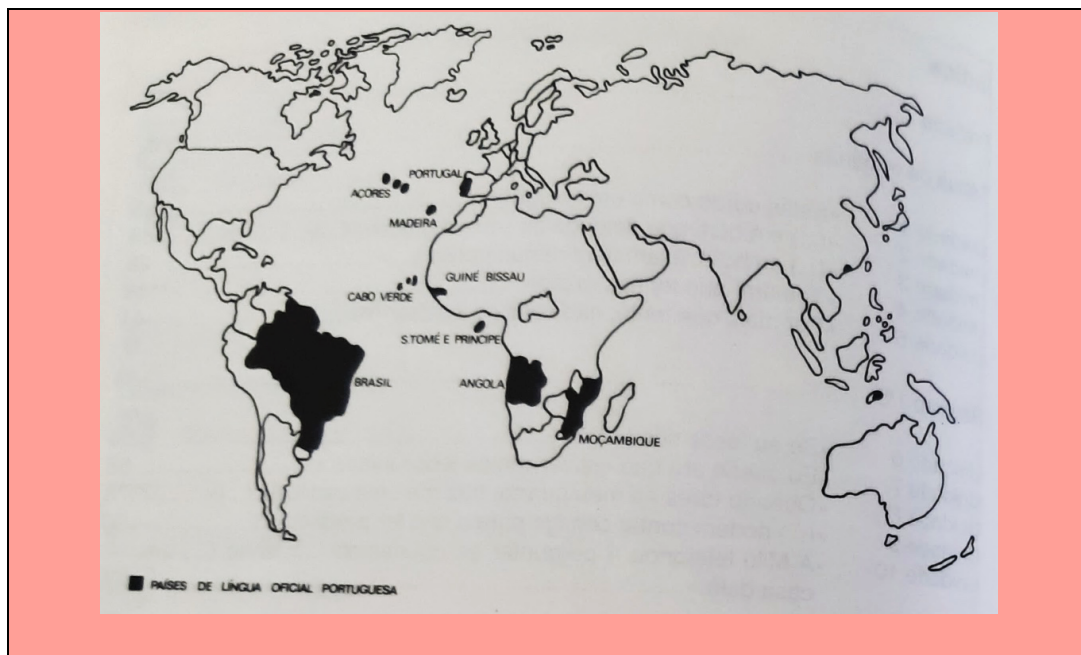 PORTUGAL
AÇORES
MADEIRA
GUINÉ BISSAU
CABO VERDE
S.TOMÉ E PRINCIPE
BRASIL
ANGOLA
MOÇAMBIQUE
PAÍSES DE LÍNGUA OFICIAL PORTUGUESA